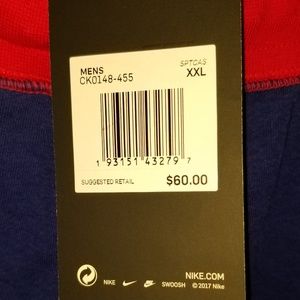 MENS SPTCAS
CK0148-455 XXL
1 93151 43279 7
SUGGESTED RETAIL $60.00
NIKE.COM
NIKE SWOOSH © 2017 Nike